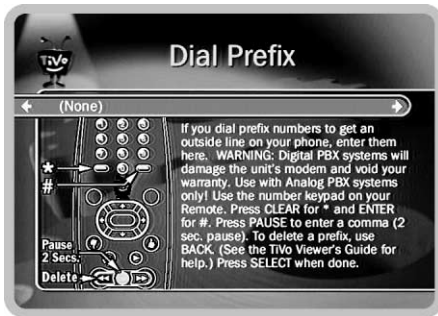 TiVo
Dial Prefix
(None)
If you dial prefix numbers to get an
outside line on your phone, enter them
here. WARNING: Digital PBX systems will
damage the unit's modem and void your
warranty. Use with Analog PBX systems
only! Use the number keypad on your
Remote. Press CLEAR for * and ENTER
for #. Press PAUSE to enter a comma (2
sec. pause). To delete a prefix, use
BACK. (See the TiVo Viewer's Guide for
help.) Press SELECT when done.
*
#
Pause
2 Secs.
Delete